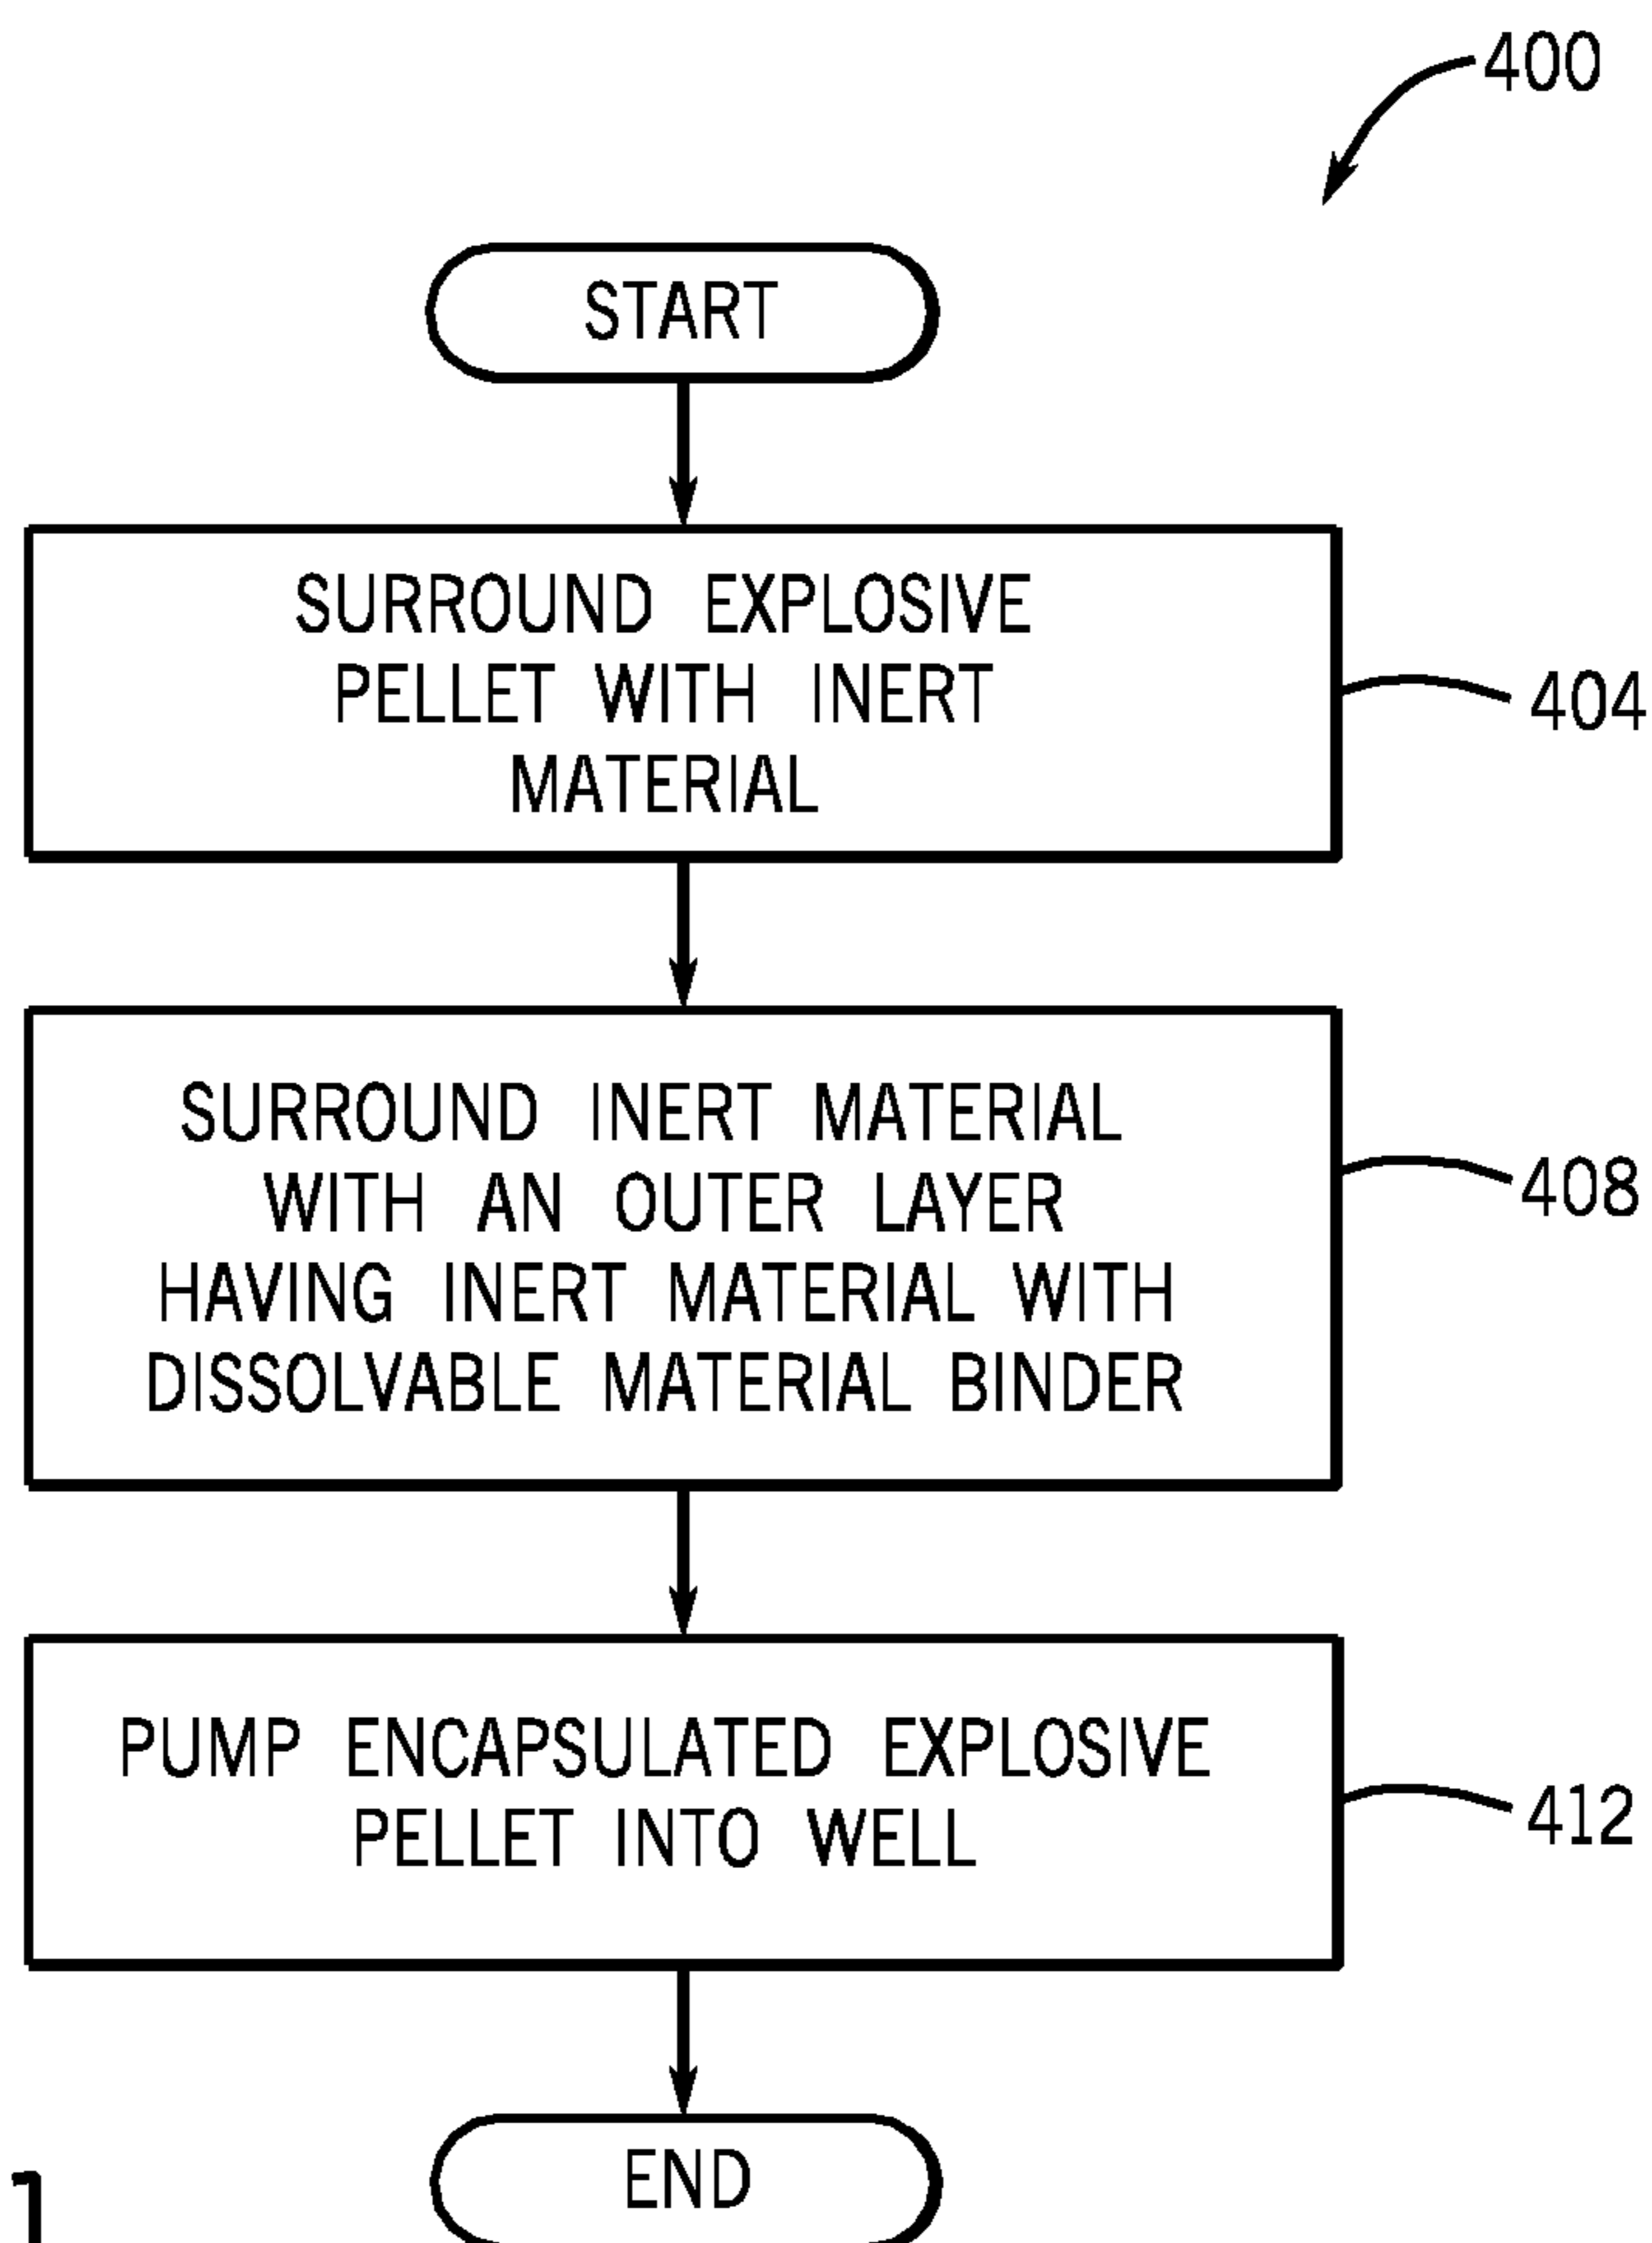 400
START
SURROUND EXPLOSIVE
PELLET WITH INERT
MATERIAL
404
SURROUND INERT MATERIAL
WITH AN OUTER LAYER
HAVING INERT MATERIAL WITH
DISSOLVABLE MATERIAL BINDER
408
PUMP ENCAPSULATED EXPLOSIVE
PELLET INTO WELL
412
END
1